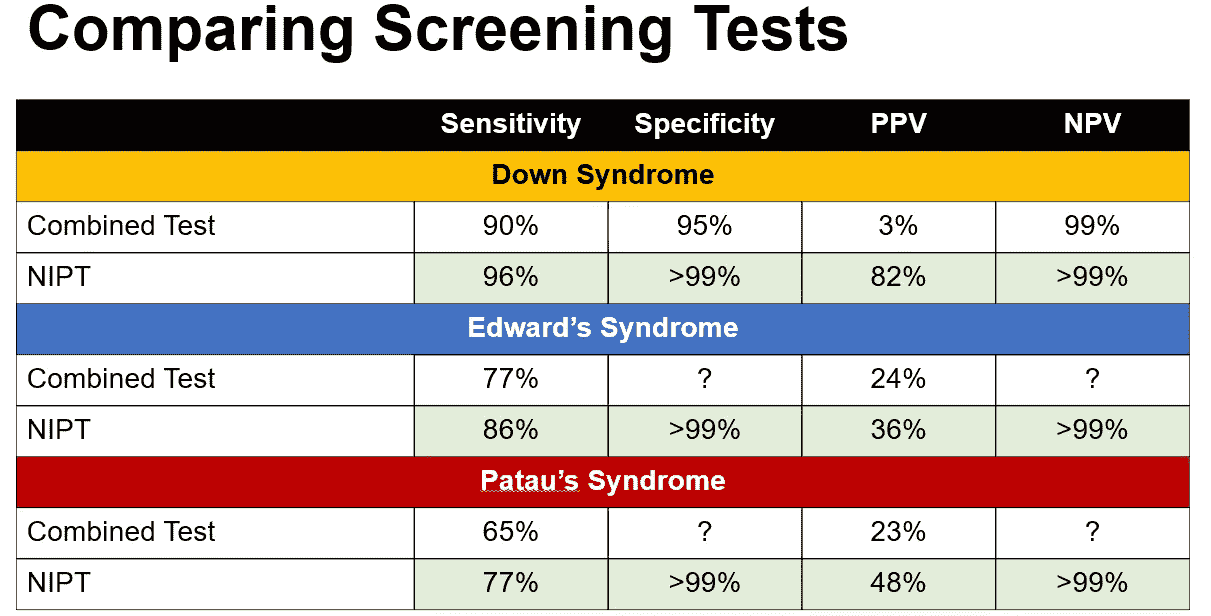 Comparing Screening Tests
Sensitivity Specificity PPV NPV
Down Syndrome
Combined Test 90% 95% 3% 99%
NIPT 96% >99% 82% >99%
Edward’s Syndrome
Combined Test 77% ? 24% ?
NIPT 86% >99% 36% >99%
Patau’s Syndrome
Combined Test 65% ? 23% ?
NIPT 77% >99% 48% >99%